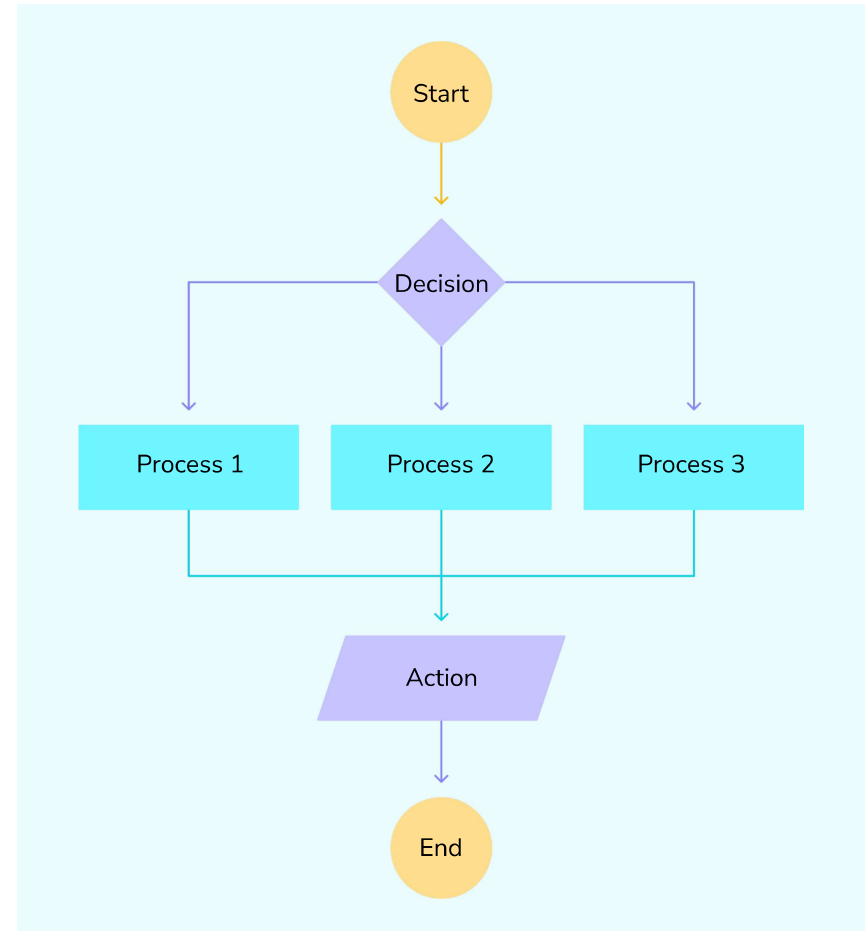 Start
Decision
Process 1
Process 2
Process 3
Action
End